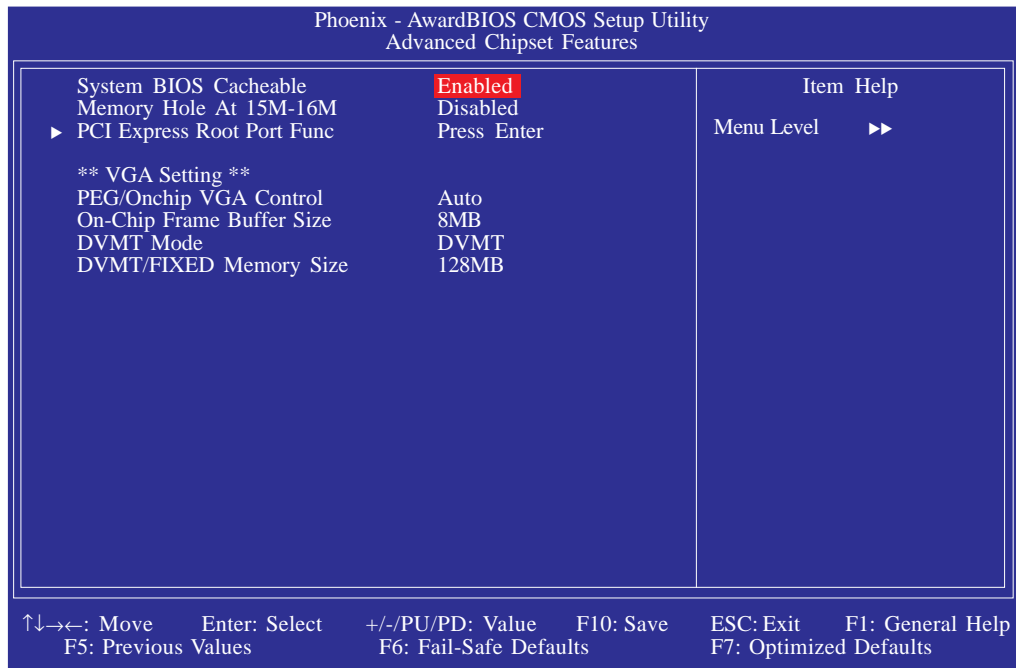 Phoenix - AwardBIOS CMOS Setup Utility
Advanced Chipset Features
System BIOS Cacheable Enabled
Memory Hole At 15M-16M Disabled
▶ PCI Express Root Port Func Press Enter
** VGA Setting **
PEG/Onchip VGA Control Auto
On-Chip Frame Buffer Size 8MB
DVMT Mode DVMT
DVMT/FIXED Memory Size 128MB
Item Help
Menu Level ▶▶
↑↓→←: Move Enter: Select +/-/PU/PD: Value F10: Save ESC: Exit F1: General Help
F5: Previous Values F6: Fail-Safe Defaults F7: Optimized Defaults